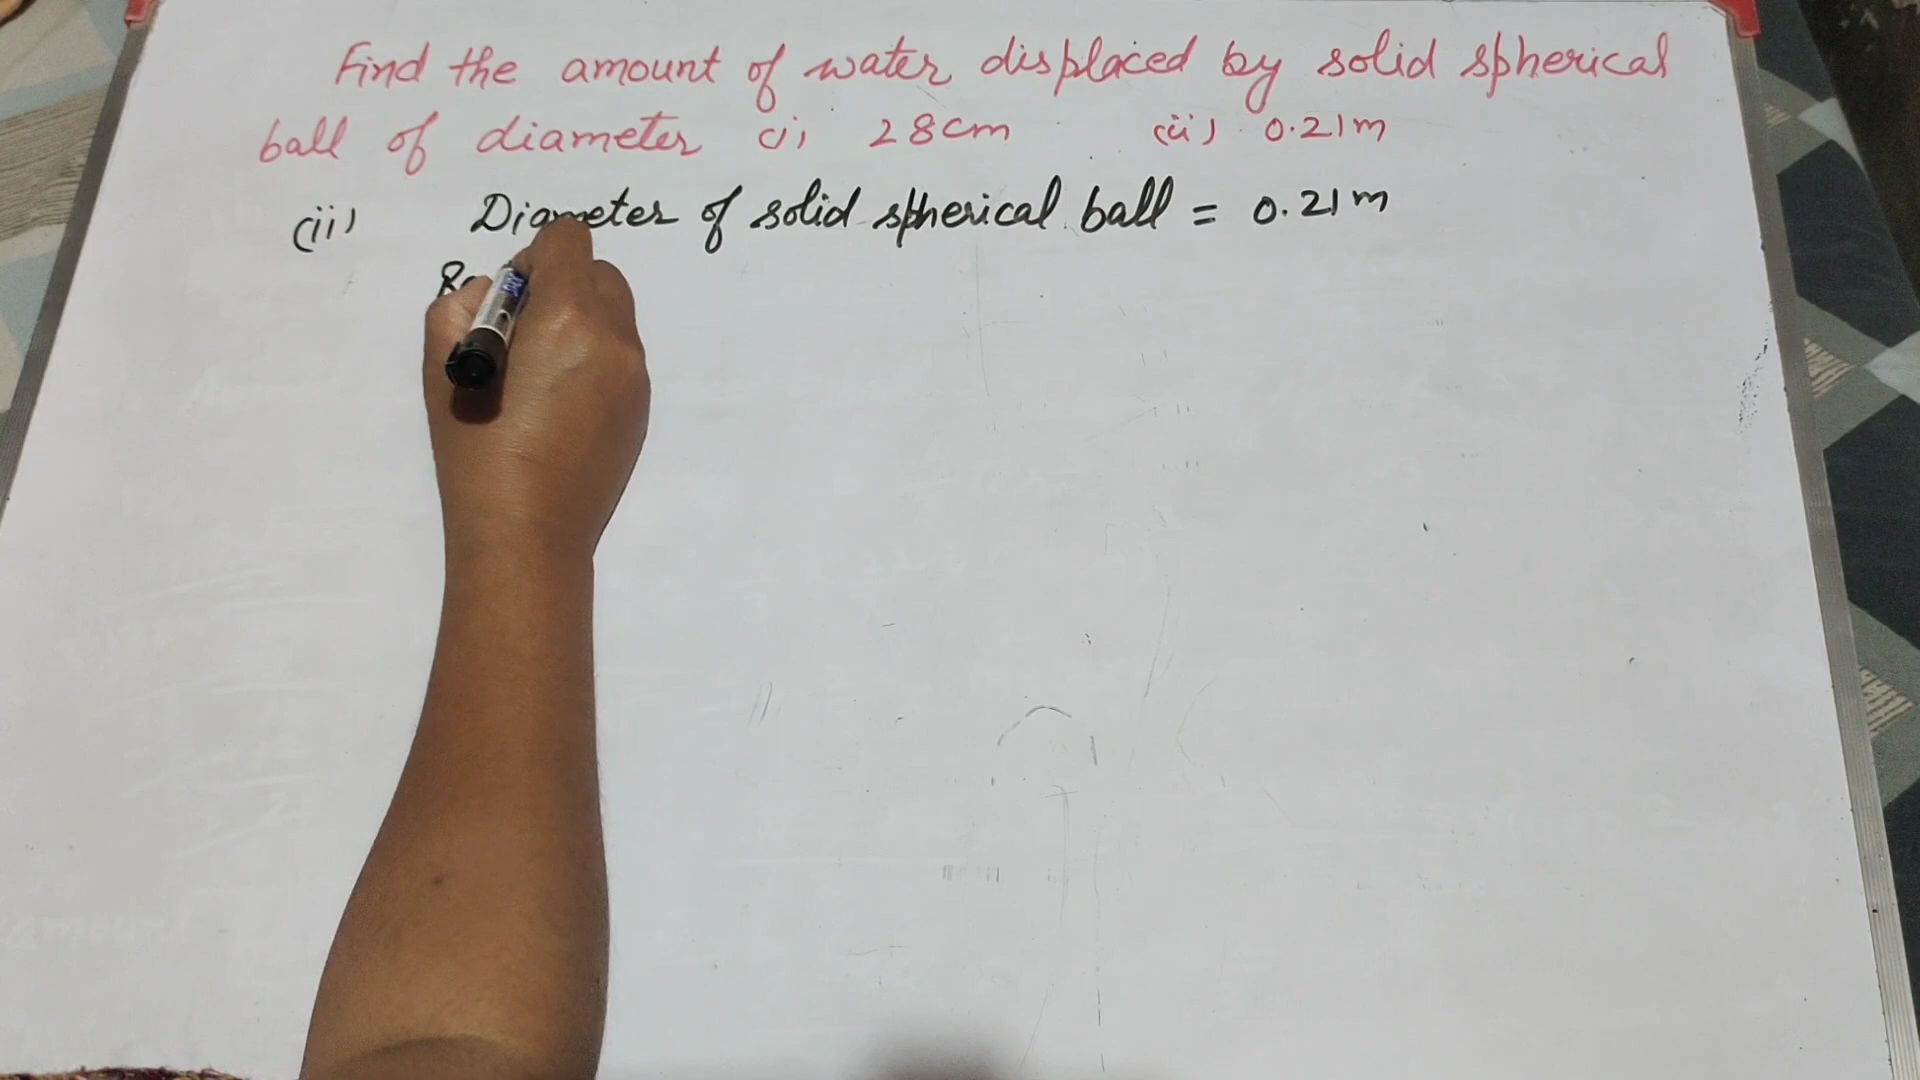 Find the amount of water displaced by solid spherical
ball of diameter (i) 28cm (ii) 0.21m
(ii) Diameter of solid spherical ball = 0.21m